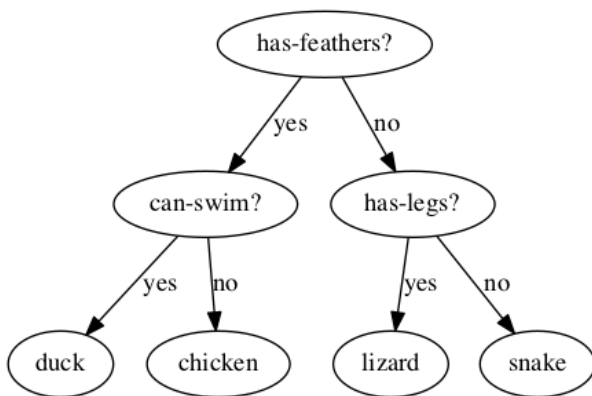 has-feathers?
yes
no
can-swim?
has-legs?
yes
no
yes
no
duck
chicken
lizard
snake